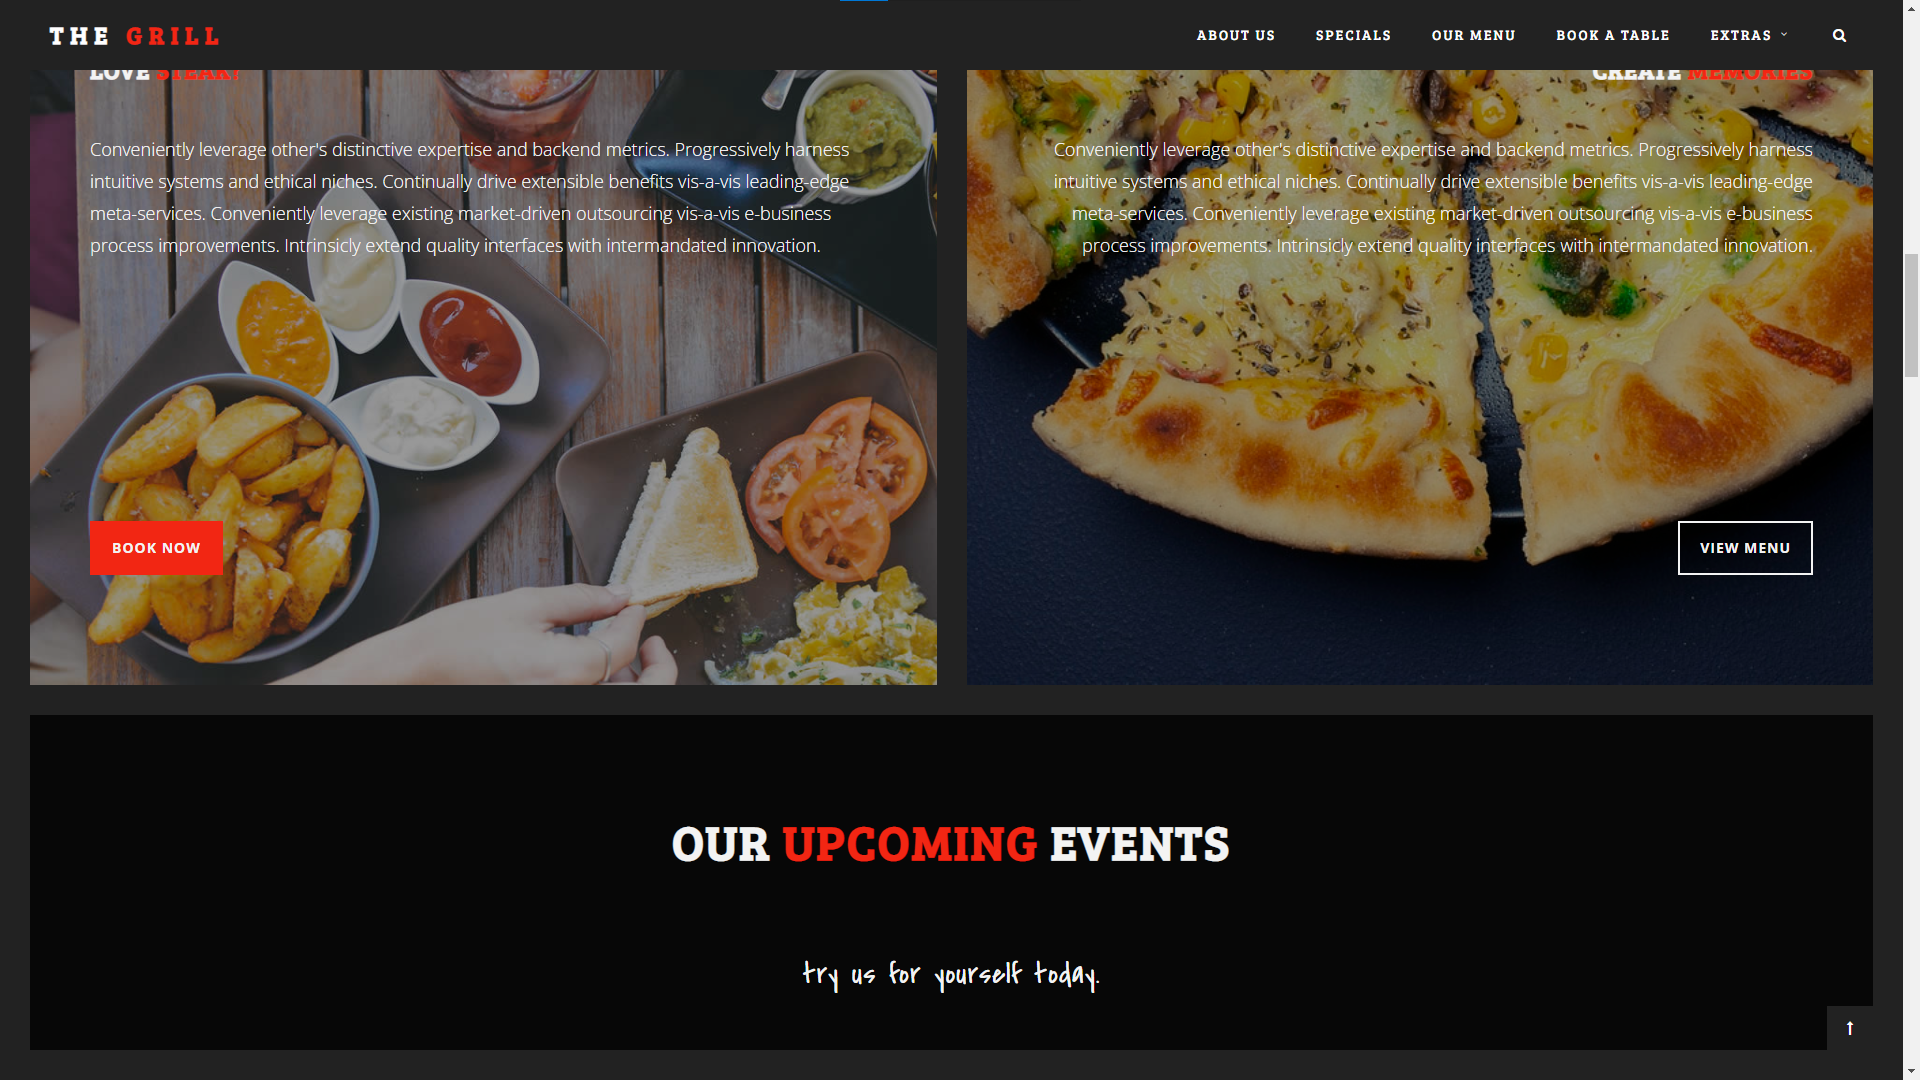 THE GRILL
ABOUT US
SPECIALS
OUR MENU
BOOK A TABLE
EXTRAS
LOVE STEAK?
Conveniently leverage other's distinctive expertise and backend metrics. Progressively harness
intuitive systems and ethical niches. Continually drive extensible benefits vis-a-vis leading-edge
meta-services. Conveniently leverage existing market-driven outsourcing vis-a-vis e-business
process improvements. Intrinsicly extend quality interfaces with intermandated innovation.
BOOK NOW
CREATE MEMORIES
Conveniently leverage other's distinctive expertise and backend metrics. Progressively harness
intuitive systems and ethical niches. Continually drive extensible benefits vis-a-vis leading-edge
meta-services. Conveniently leverage existing market-driven outsourcing vis-a-vis e-business
process improvements. Intrinsicly extend quality interfaces with intermandated innovation.
VIEW MENU
OUR UPCOMING EVENTS
try us for yourself today.